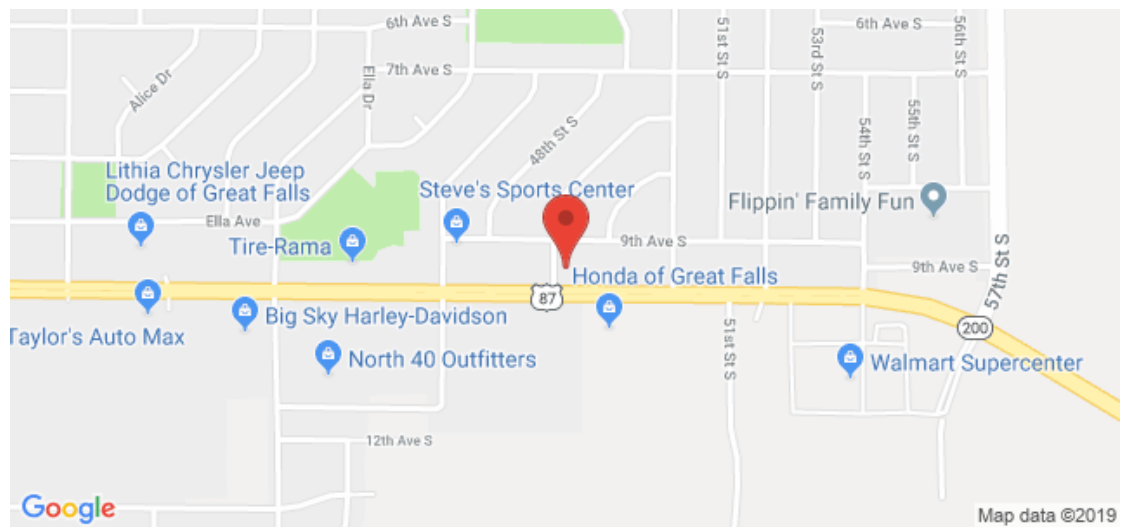 6th Ave S
51st St S
53rd St S
6th Ave S
56th St S
7th Ave S
Ella Dr
Alice Dr
48th St S
54th St S
55th St S
Lithia Chrysler Jeep
Dodge of Great Falls
Steve's Sports Center
Flippin' Family Fun
Ella Ave
Tire-Rama
9th Ave S
9th Ave S
57th St S
Honda of Great Falls
87
Big Sky Harley-Davidson
Taylor's Auto Max
51st St S
200
North 40 Outfitters
Walmart Supercenter
12th Ave S
Google
Map data ©2019